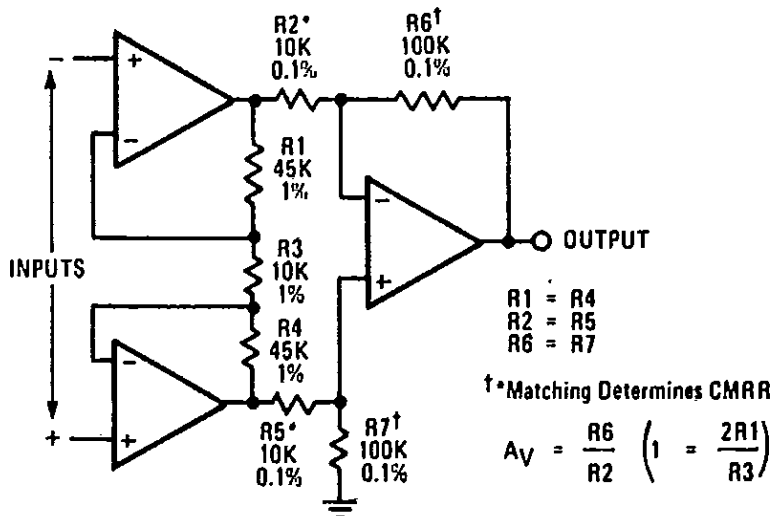 R2*
10K
0.1%
R6†
100K
0.1%
+
−
R1
45K
1%
−
INPUTS
R3
10K
1%
−
+
OUTPUT
R1 = R4
R2 = R5
R6 = R7
R4
45K
1%
−
+
+
R5*
10K
0.1%
R7†
100K
0.1%
†*Matching Determines CMRR
AV = R6/R2 (1 = 2R1/R3)